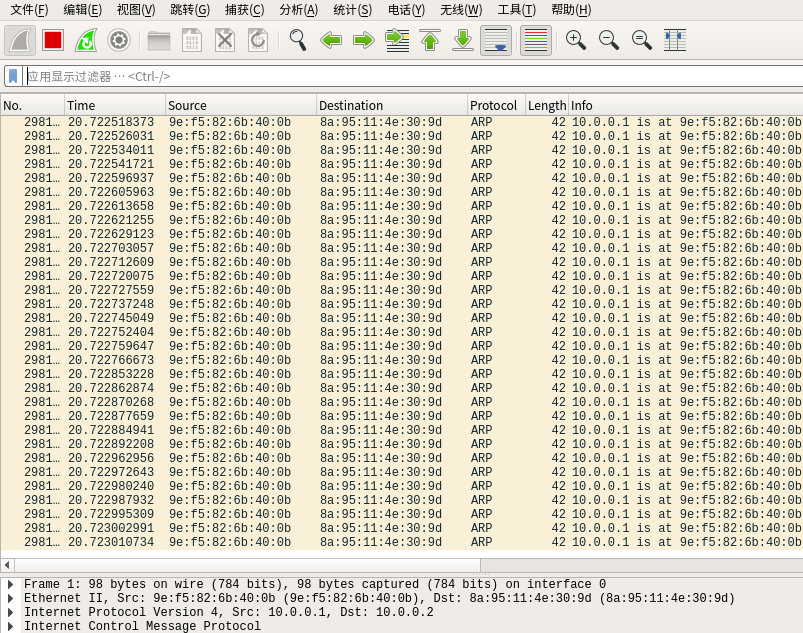 文件(F) 编辑(E) 视图(V) 跳转(G) 捕获(C) 分析(A) 统计(S) 电话(Y) 无线(W) 工具(T) 帮助(H)
应用显示过滤器 … <Ctrl-/>
No. Time Source Destination Protocol Length Info
2981… 20.722518373 9e:f5:82:6b:40:0b 8a:95:11:4e:30:9d ARP 42 10.0.0.1 is at 9e:f5:82:6b:40:0b
2981… 20.722526031 9e:f5:82:6b:40:0b 8a:95:11:4e:30:9d ARP 42 10.0.0.1 is at 9e:f5:82:6b:40:0b
2981… 20.722534011 9e:f5:82:6b:40:0b 8a:95:11:4e:30:9d ARP 42 10.0.0.1 is at 9e:f5:82:6b:40:0b
2981… 20.722541721 9e:f5:82:6b:40:0b 8a:95:11:4e:30:9d ARP 42 10.0.0.1 is at 9e:f5:82:6b:40:0b
2981… 20.722596937 9e:f5:82:6b:40:0b 8a:95:11:4e:30:9d ARP 42 10.0.0.1 is at 9e:f5:82:6b:40:0b
2981… 20.722605963 9e:f5:82:6b:40:0b 8a:95:11:4e:30:9d ARP 42 10.0.0.1 is at 9e:f5:82:6b:40:0b
2981… 20.722613658 9e:f5:82:6b:40:0b 8a:95:11:4e:30:9d ARP 42 10.0.0.1 is at 9e:f5:82:6b:40:0b
2981… 20.722621255 9e:f5:82:6b:40:0b 8a:95:11:4e:30:9d ARP 42 10.0.0.1 is at 9e:f5:82:6b:40:0b
2981… 20.722629123 9e:f5:82:6b:40:0b 8a:95:11:4e:30:9d ARP 42 10.0.0.1 is at 9e:f5:82:6b:40:0b
2981… 20.722703057 9e:f5:82:6b:40:0b 8a:95:11:4e:30:9d ARP 42 10.0.0.1 is at 9e:f5:82:6b:40:0b
2981… 20.722712609 9e:f5:82:6b:40:0b 8a:95:11:4e:30:9d ARP 42 10.0.0.1 is at 9e:f5:82:6b:40:0b
2981… 20.722720075 9e:f5:82:6b:40:0b 8a:95:11:4e:30:9d ARP 42 10.0.0.1 is at 9e:f5:82:6b:40:0b
2981… 20.722727559 9e:f5:82:6b:40:0b 8a:95:11:4e:30:9d ARP 42 10.0.0.1 is at 9e:f5:82:6b:40:0b
2981… 20.722737248 9e:f5:82:6b:40:0b 8a:95:11:4e:30:9d ARP 42 10.0.0.1 is at 9e:f5:82:6b:40:0b
2981… 20.722745049 9e:f5:82:6b:40:0b 8a:95:11:4e:30:9d ARP 42 10.0.0.1 is at 9e:f5:82:6b:40:0b
2981… 20.722752404 9e:f5:82:6b:40:0b 8a:95:11:4e:30:9d ARP 42 10.0.0.1 is at 9e:f5:82:6b:40:0b
2981… 20.722759647 9e:f5:82:6b:40:0b 8a:95:11:4e:30:9d ARP 42 10.0.0.1 is at 9e:f5:82:6b:40:0b
2981… 20.722766673 9e:f5:82:6b:40:0b 8a:95:11:4e:30:9d ARP 42 10.0.0.1 is at 9e:f5:82:6b:40:0b
2981… 20.722853228 9e:f5:82:6b:40:0b 8a:95:11:4e:30:9d ARP 42 10.0.0.1 is at 9e:f5:82:6b:40:0b
2981… 20.722862874 9e:f5:82:6b:40:0b 8a:95:11:4e:30:9d ARP 42 10.0.0.1 is at 9e:f5:82:6b:40:0b
2981… 20.722870268 9e:f5:82:6b:40:0b 8a:95:11:4e:30:9d ARP 42 10.0.0.1 is at 9e:f5:82:6b:40:0b
2981… 20.722877659 9e:f5:82:6b:40:0b 8a:95:11:4e:30:9d ARP 42 10.0.0.1 is at 9e:f5:82:6b:40:0b
2981… 20.722884941 9e:f5:82:6b:40:0b 8a:95:11:4e:30:9d ARP 42 10.0.0.1 is at 9e:f5:82:6b:40:0b
2981… 20.722892208 9e:f5:82:6b:40:0b 8a:95:11:4e:30:9d ARP 42 10.0.0.1 is at 9e:f5:82:6b:40:0b
2981… 20.722962956 9e:f5:82:6b:40:0b 8a:95:11:4e:30:9d ARP 42 10.0.0.1 is at 9e:f5:82:6b:40:0b
2981… 20.722972643 9e:f5:82:6b:40:0b 8a:95:11:4e:30:9d ARP 42 10.0.0.1 is at 9e:f5:82:6b:40:0b
2981… 20.722980240 9e:f5:82:6b:40:0b 8a:95:11:4e:30:9d ARP 42 10.0.0.1 is at 9e:f5:82:6b:40:0b
2981… 20.722987932 9e:f5:82:6b:40:0b 8a:95:11:4e:30:9d ARP 42 10.0.0.1 is at 9e:f5:82:6b:40:0b
2981… 20.722995309 9e:f5:82:6b:40:0b 8a:95:11:4e:30:9d ARP 42 10.0.0.1 is at 9e:f5:82:6b:40:0b
2981… 20.723002991 9e:f5:82:6b:40:0b 8a:95:11:4e:30:9d ARP 42 10.0.0.1 is at 9e:f5:82:6b:40:0b
2981… 20.723010734 9e:f5:82:6b:40:0b 8a:95:11:4e:30:9d ARP 42 10.0.0.1 is at 9e:f5:82:6b:40:0b
Frame 1: 98 bytes on wire (784 bits), 98 bytes captured (784 bits) on interface 0
Ethernet II, Src: 9e:f5:82:6b:40:0b (9e:f5:82:6b:40:0b), Dst: 8a:95:11:4e:30:9d (8a:95:11:4e:30:9d)
Internet Protocol Version 4, Src: 10.0.0.1, Dst: 10.0.0.2
Internet Control Message Protocol